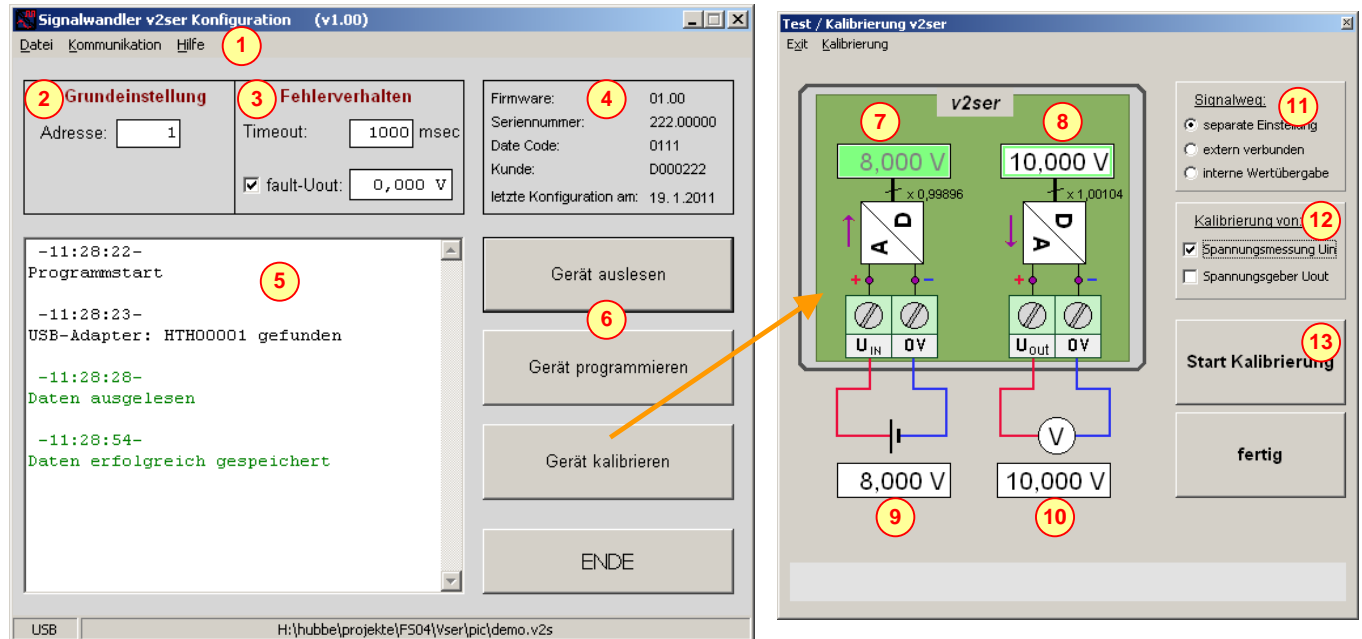 Signalwandler v2ser Konfiguration (v1.00)
Datei Kommunikation Hilfe
1
2
Grundeinstellung
Adresse: 1
3
Fehlerverhalten
Timeout: 1000 msec
fault-Uout: 0,000 V
4
Firmware: 01.00
Seriennummer: 222.00000
Date Code: 0111
Kunde: D000222
letzte Konfiguration am: 19. 1.2011
5
-11:28:22-
Programmstart
-11:28:23-
USB-Adapter: HTH00001 gefunden
-11:28:28-
Daten ausgelesen
-11:28:54-
Daten erfolgreich gespeichert
Gerät auslesen
6
Gerät programmieren
Gerät kalibrieren
ENDE
USB
H:\hubbe\projekte\FS04\Vser\pic\demo.v2s
Test / Kalibrierung v2ser
Exit Kalibrierung
v2ser
7
8
8,000 V
10,000 V
x 0,99896
x 1,00104
D
A
D
A
+ −
+ −
UIN 0V
Uout 0V
V
8,000 V
10,000 V
9
10
Signalweg:
11
separate Einstellung
extern verbunden
interne Wertübergabe
Kalibrierung von:
12
Spannungsmessung Uin
Spannungsgeber Uout
13
Start Kalibrierung
fertig